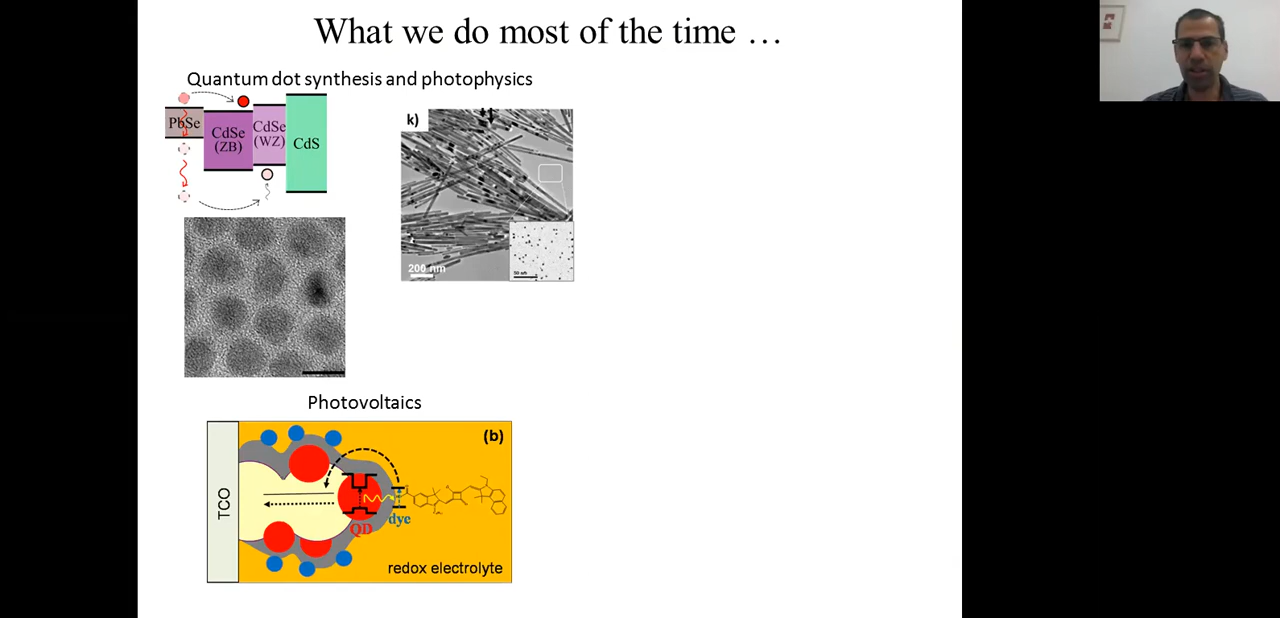 What we do most of the time …
Quantum dot synthesis and photophysics
PbSe
CdSe
(ZB)
CdSe
(WZ)
CdS
k)
200 nm
Photovoltaics
(b)
TCO
QD
dye
redox electrolyte